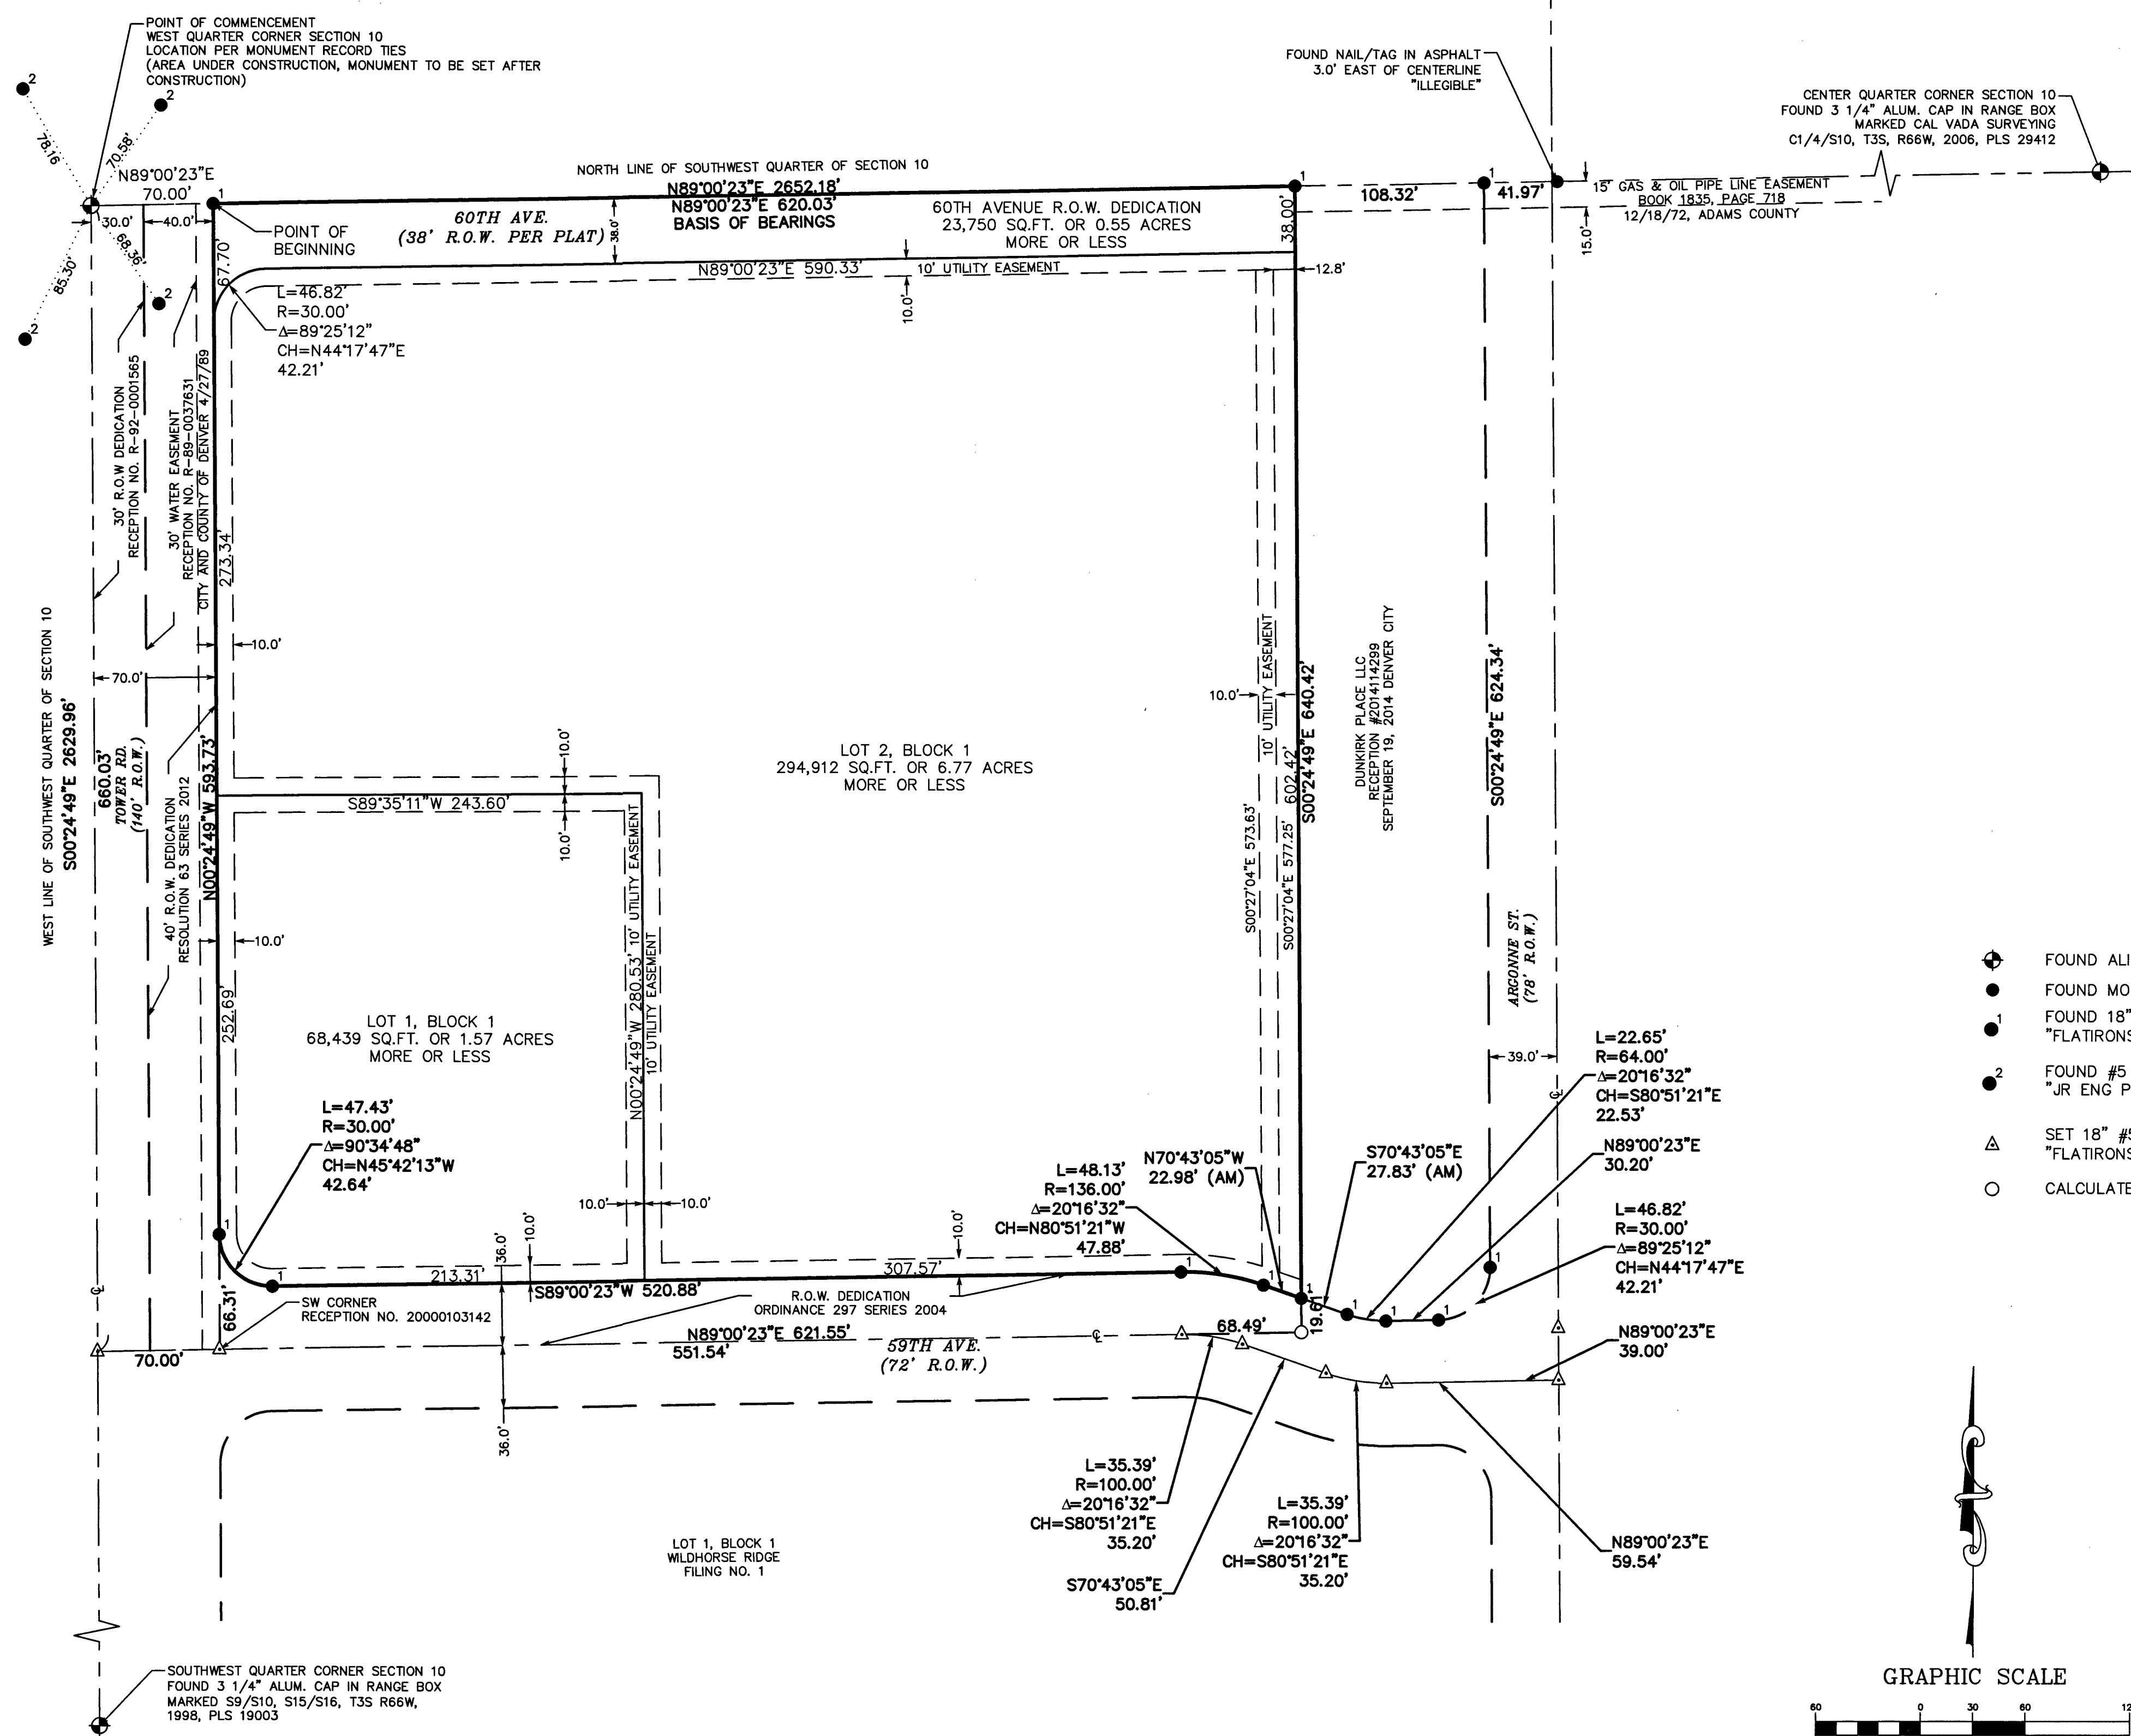 POINT OF COMMENCEMENT
WEST QUARTER CORNER SECTION 10
LOCATION PER MONUMENT RECORD TIES
(AREA UNDER CONSTRUCTION, MONUMENT TO BE SET AFTER
CONSTRUCTION)
2
2
2
2
78.16
70.58'
68.36'
85.30'
N89°00'23"E
70.00'
30.0'
40.0'
1
POINT OF
BEGINNING
NORTH LINE OF SOUTHWEST QUARTER OF SECTION 10
N89°00'23"E 2652.18'
N89°00'23"E 620.03'
BASIS OF BEARINGS
60TH AVE.
(38' R.O.W. PER PLAT)
38.0'
60TH AVENUE R.O.W. DEDICATION
23,750 SQ.FT. OR 0.55 ACRES
MORE OR LESS
38.00'
1
FOUND NAIL/TAG IN ASPHALT
3.0' EAST OF CENTERLINE
"ILLEGIBLE"
CENTER QUARTER CORNER SECTION 10
FOUND 3 1/4" ALUM. CAP IN RANGE BOX
MARKED CAL VADA SURVEYING
C1/4/S10, T3S, R66W, 2006, PLS 29412
108.32'
1
41.97'
15' GAS & OIL PIPE LINE EASEMENT
BOOK 1835, PAGE 718
12/18/72, ADAMS COUNTY
15.0'
67.70'
N89°00'23"E 590.33'
10' UTILITY EASEMENT
10.0'
12.8'
L=46.82'
R=30.00'
Δ=89°25'12"
CH=N44°17'47"E
42.21'
30' R.O.W DEDICATION
RECEPTION NO. R-92-0001565
30' WATER EASEMENT
RECEPTION NO. R-89-0037631
CITY AND COUNTY OF DENVER 4/27/89
273.34'
10.0'
70.0'
WEST LINE OF SOUTHWEST QUARTER OF SECTION 10
S00°24'49"E 2629.96'
660.03'
TOWER RD.
(140' R.O.W.)
40' R.O.W. DEDICATION
RESOLUTION 63 SERIES 2012
N00°24'49"W 593.73'
10.0'
S89°35'11"W 243.60'
10.0'
LOT 2, BLOCK 1
294,912 SQ.FT. OR 6.77 ACRES
MORE OR LESS
10.0'
10' UTILITY EASEMENT
S00°27'04"E 573.63'
S00°27'04"E 577.25'
602.42'
S00°24'49"E 640.42'
DUNKIRK PLACE LLC
RECEPTION #2014114299
SEPTEMBER 19, 2014 DENVER CITY
S00°24'49"E 624.34'
ARGONNE ST.
(78' R.O.W.)
39.0'
10.0'
252.69'
LOT 1, BLOCK 1
68,439 SQ.FT. OR 1.57 ACRES
MORE OR LESS
N00°24'49"W 280.53'
10' UTILITY EASEMENT
10' UTILITY EASEMENT
L=47.43'
R=30.00'
Δ=90°34'48"
CH=N45°42'13"W
42.64'
10.0'
10.0'
L=48.13'
R=136.00'
Δ=20°16'32"
CH=N80°51'21"W
47.88'
N70°43'05"W
22.98' (AM)
S70°43'05"E
27.83' (AM)
L=22.65'
R=64.00'
Δ=20°16'32"
CH=S80°51'21"E
22.53'
N89°00'23"E
30.20'
L=46.82'
R=30.00'
Δ=89°25'12"
CH=N44°17'47"E
42.21'
1
1
1
1
1
1
1
1
1
213.31'
36.0'
10.0'
307.57'
10.0'
S89°00'23"W 520.88'
R.O.W. DEDICATION
ORDINANCE 297 SERIES 2004
66.31'
SW CORNER
RECEPTION NO. 20000103142
70.00'
N89°00'23"E 621.55'
551.54'
59TH AVE.
(72' R.O.W.)
36.0'
68.49'
19.61
N89°00'23"E
39.00'
L=35.39'
R=100.00'
Δ=20°16'32"
CH=S80°51'21"E
35.20'
L=35.39'
R=100.00'
Δ=20°16'32"
CH=S80°51'21"E
35.20'
S70°43'05"E
50.81'
N89°00'23"E
59.54'
LOT 1, BLOCK 1
WILDHORSE RIDGE
FILING NO. 1
SOUTHWEST QUARTER CORNER SECTION 10
FOUND 3 1/4" ALUM. CAP IN RANGE BOX
MARKED S9/S10, S15/S16, T3S R66W,
1998, PLS 19003
FOUND ALI
FOUND MO
1
FOUND 18"
"FLATIRONS
2
FOUND #5
"JR ENG P
SET 18" #5
"FLATIRONS
CALCULATE
GRAPHIC SCALE
60 0 30 60 12